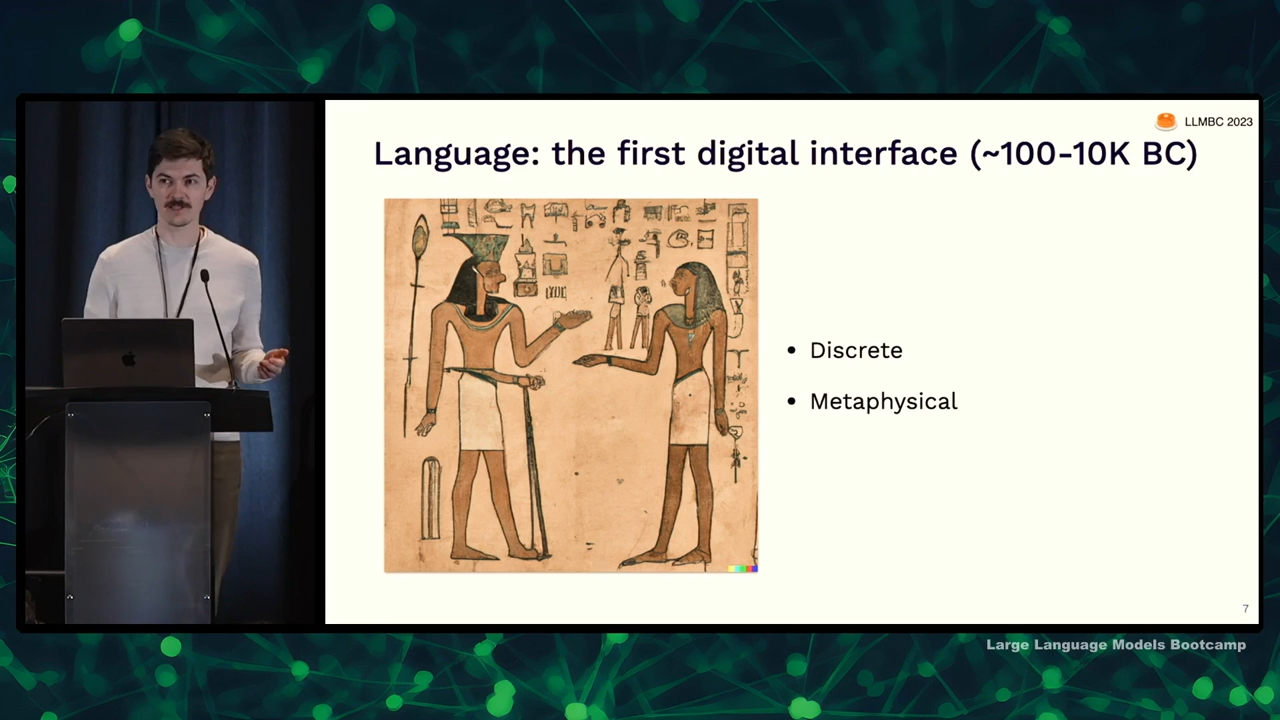 LLMBC 2023
Language: the first digital interface (~100-10K BC)
• Discrete
• Metaphysical
7
Large Language Models Bootcamp